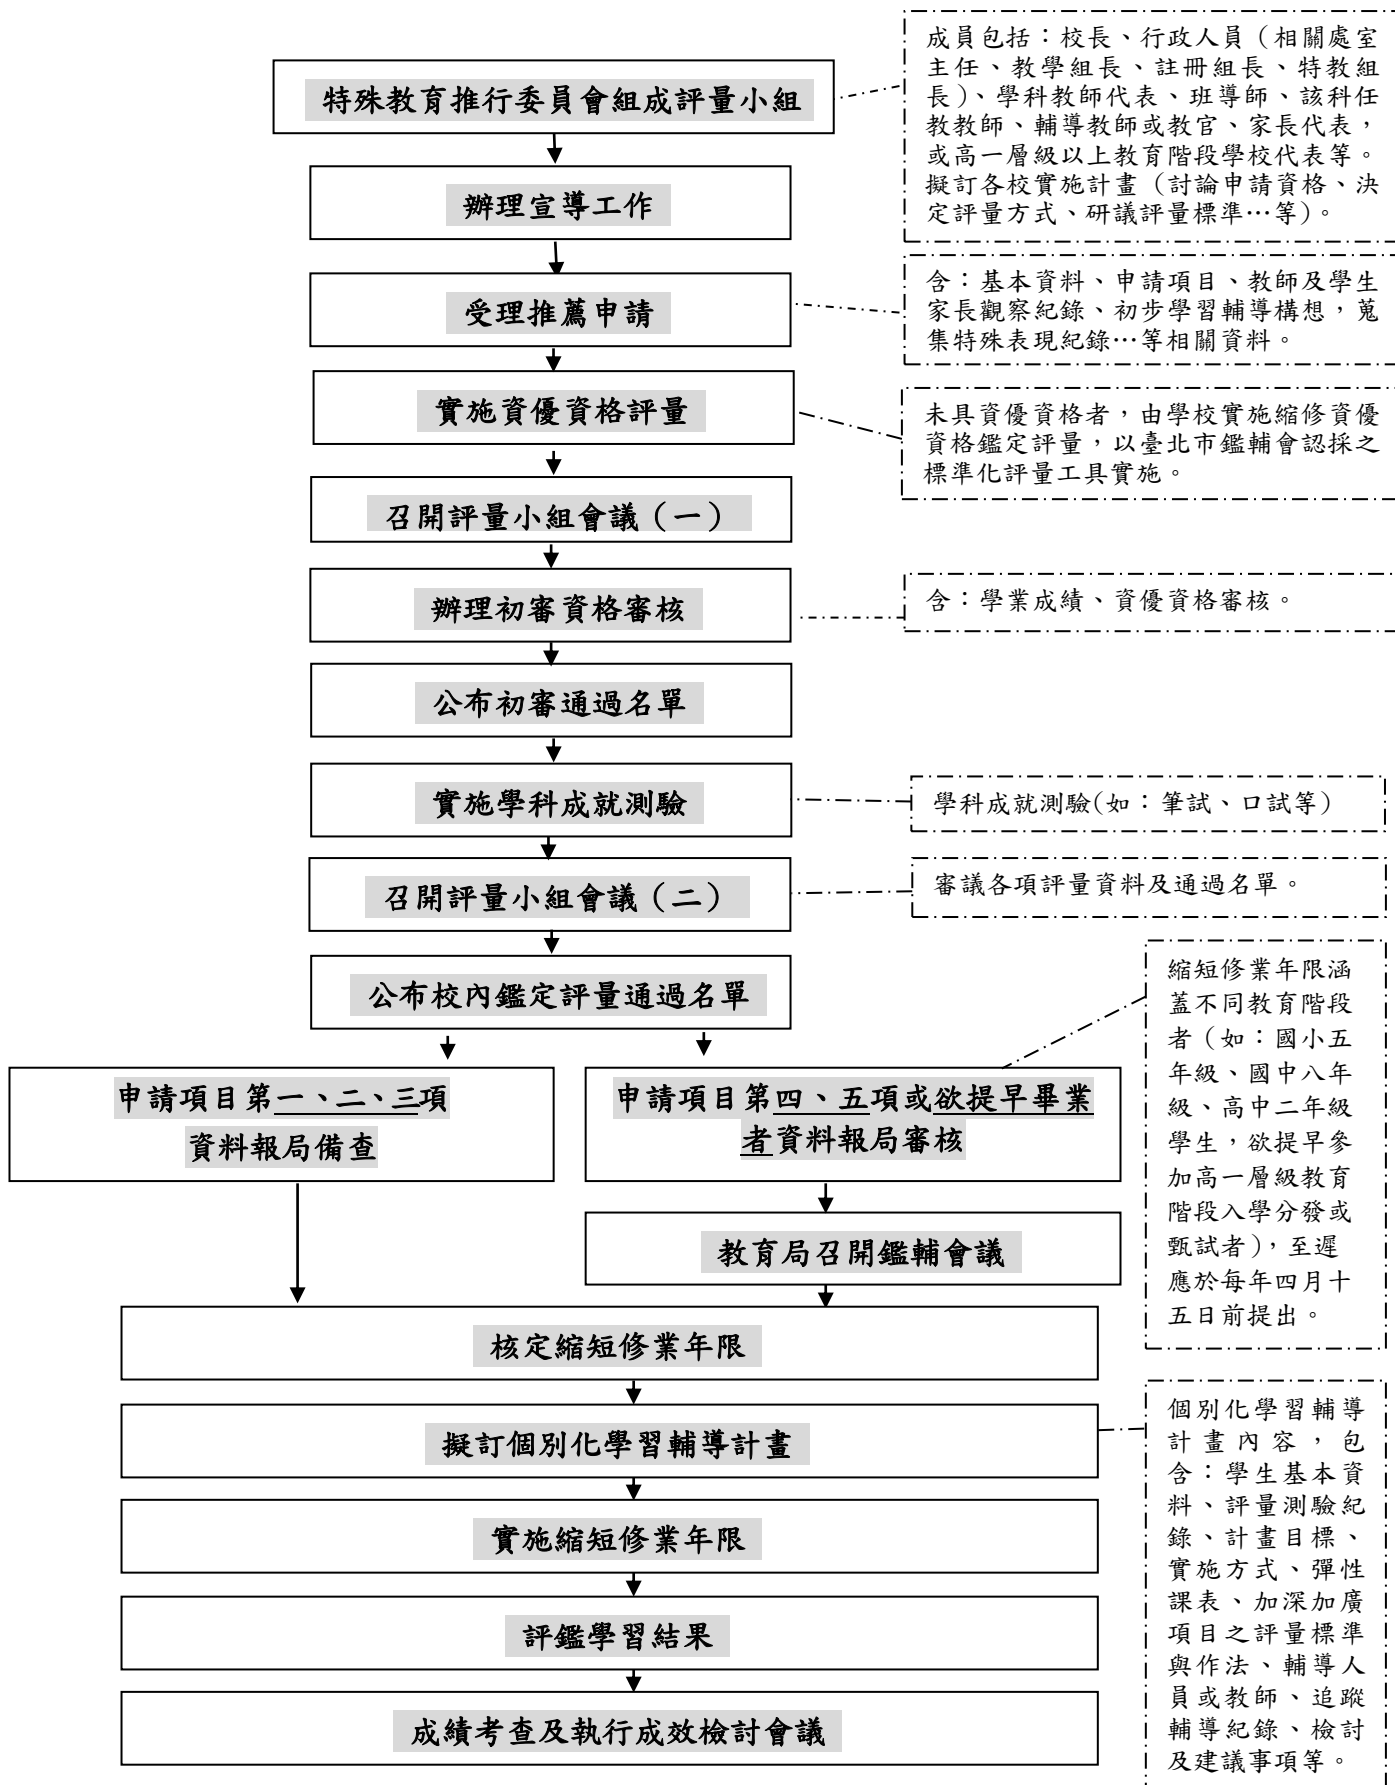 特殊教育推行委員會組成評量小組
成員包括：校長、行政人員（相關處室
主任、教學組長、註冊組長、特教組
長）、學科教師代表、班導師、該科任
教教師、輔導教師或教官、家長代表，
或高一層級以上教育階段學校代表等。
擬訂各校實施計畫（討論申請資格、決
定評量方式、研議評量標準…等）。
辦理宣導工作
受理推薦申請
含：基本資料、申請項目、教師及學生
家長觀察紀錄、初步學習輔導構想，蒐
集特殊表現紀錄…等相關資料。
實施資優資格評量
未具資優資格者，由學校實施縮修資優
資格鑑定評量，以臺北市鑑輔會認採之
標準化評量工具實施。
召開評量小組會議（一）
辦理初審資格審核
含：學業成績、資優資格審核。
公布初審通過名單
實施學科成就測驗
學科成就測驗(如：筆試、口試等）
召開評量小組會議（二）
審議各項評量資料及通過名單。
公布校內鑑定評量通過名單
申請項目第一、二、三項
資料報局備查
申請項目第四、五項或欲提早畢業
者資料報局審核
縮短修業年限涵
蓋不同教育階段
者（如：國小五
年級、國中八年
級、高中二年級
學生，欲提早參
加高一層級教育
階段入學分發或
甄試者），至遲
應於每年四月十
五日前提出。
教育局召開鑑輔會議
核定縮短修業年限
擬訂個別化學習輔導計畫
個別化學習輔導
計畫內容，包
含：學生基本資
料、評量測驗紀
錄、計畫目標、
實施方式、彈性
課表、加深加廣
項目之評量標準
與作法、輔導人
員或教師、追蹤
輔導紀錄、檢討
及建議事項等。
實施縮短修業年限
評鑑學習結果
成績考查及執行成效檢討會議